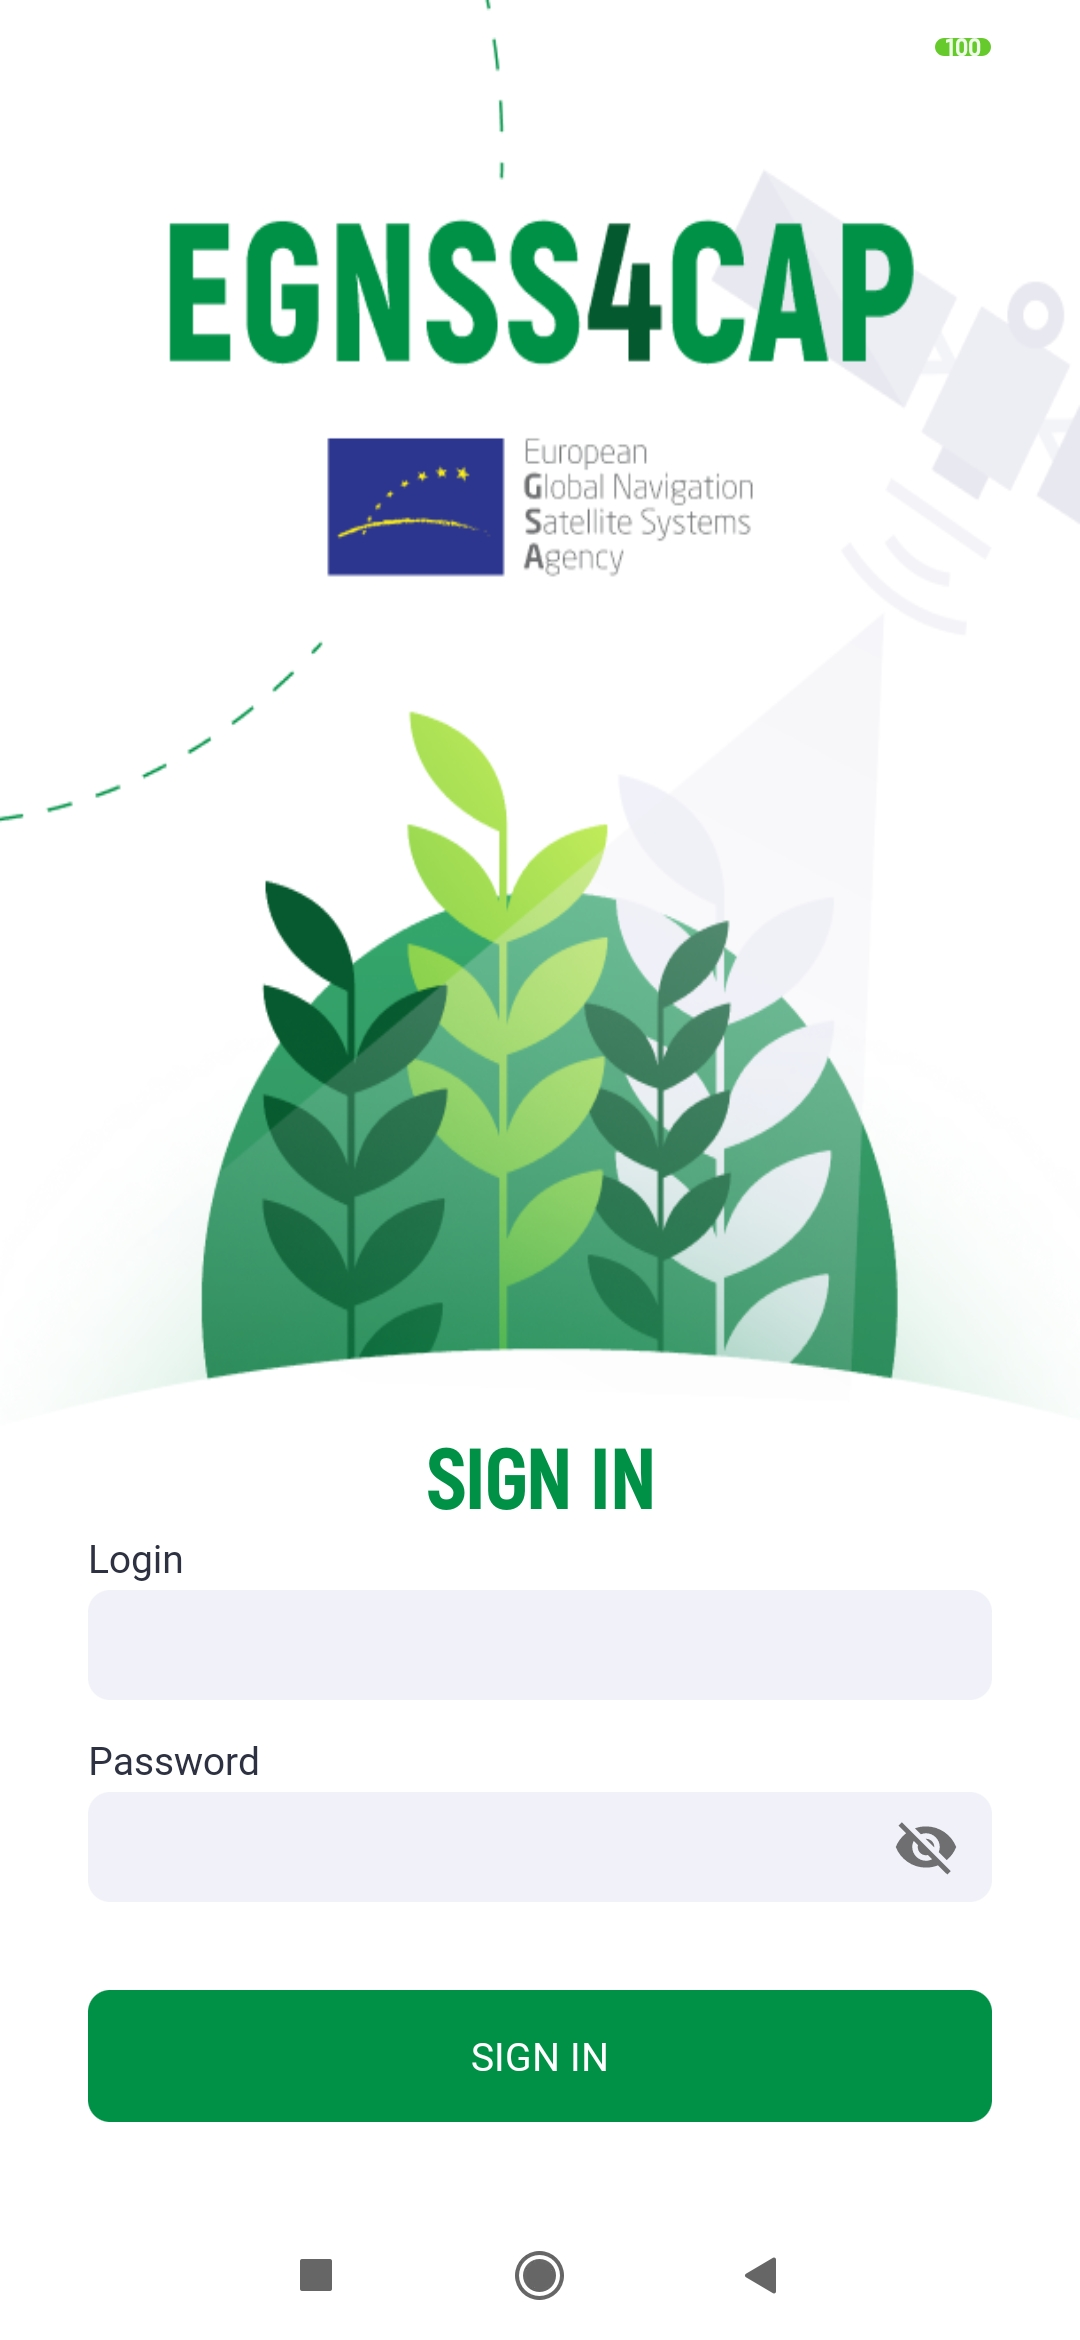 100
EGNSS4CAP
European
Global Navigation
Satellite Systems
Agency
SIGN IN
Login
Password
SIGN IN